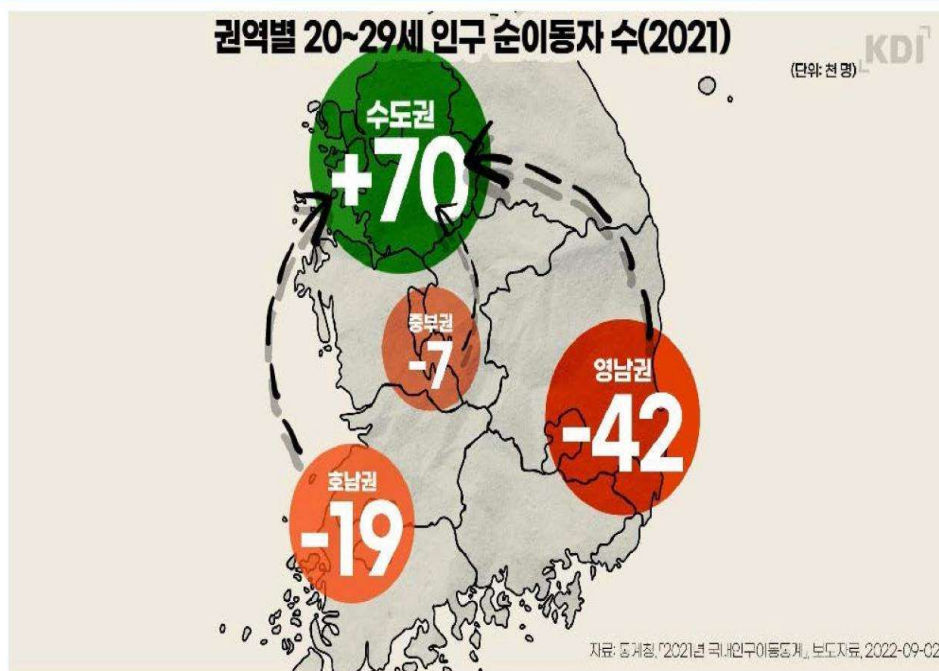 권역별 20~29세 인구 순이동자 수(2021)
KDI
(단위: 천 명)
수도권
+70
중부권
-7
영남권
-42
호남권
-19
자료: 통계청, 「2021년 국내인구이동통계」, 보도자료, 2022-09-02